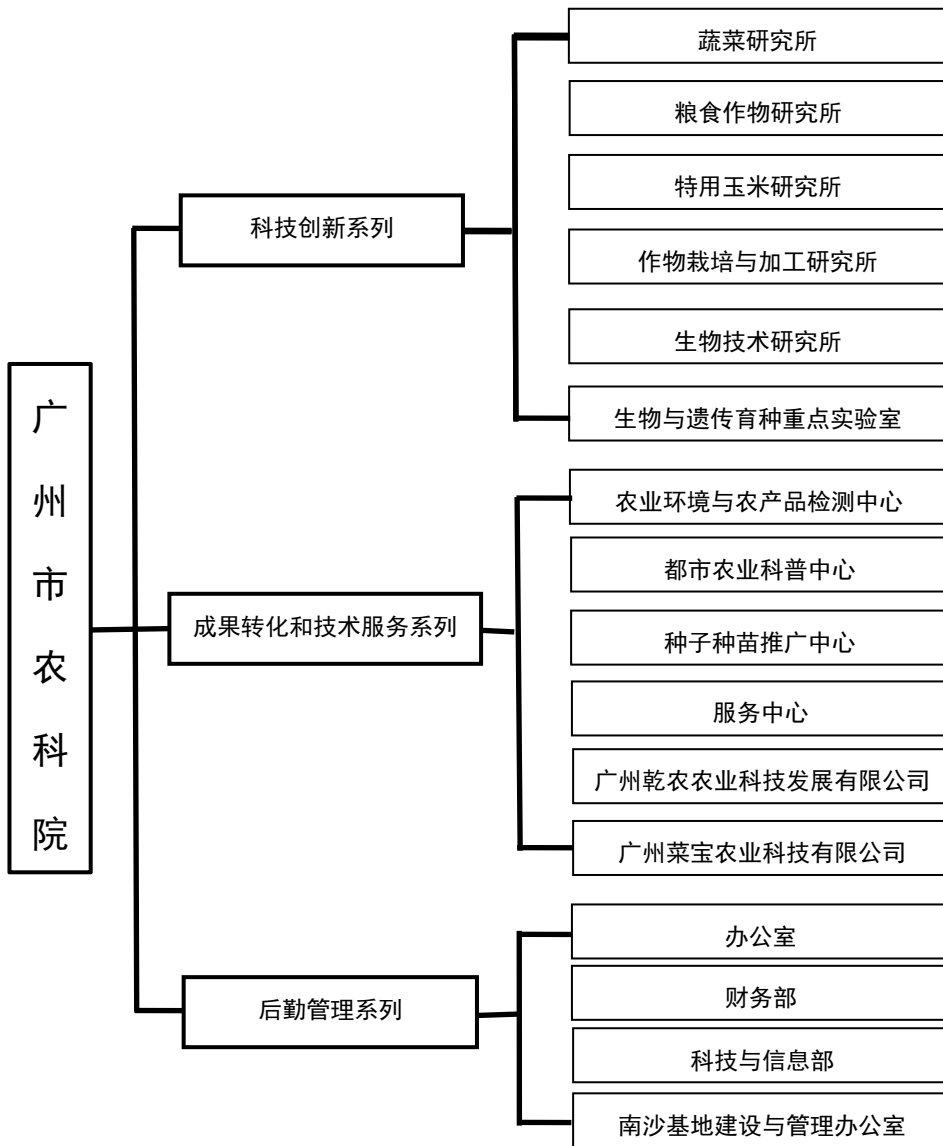 广州市农科院
科技创新系列
蔬菜研究所
粮食作物研究所
特用玉米研究所
作物栽培与加工研究所
生物技术研究所
生物与遗传育种重点实验室
成果转化和技术服务系列
农业环境与农产品检测中心
都市农业科普中心
种子种苗推广中心
服务中心
广州乾农农业科技发展有限公司
广州菜宝农业科技有限公司
后勤管理系列
办公室
财务部
科技与信息部
南沙基地建设与管理办公室